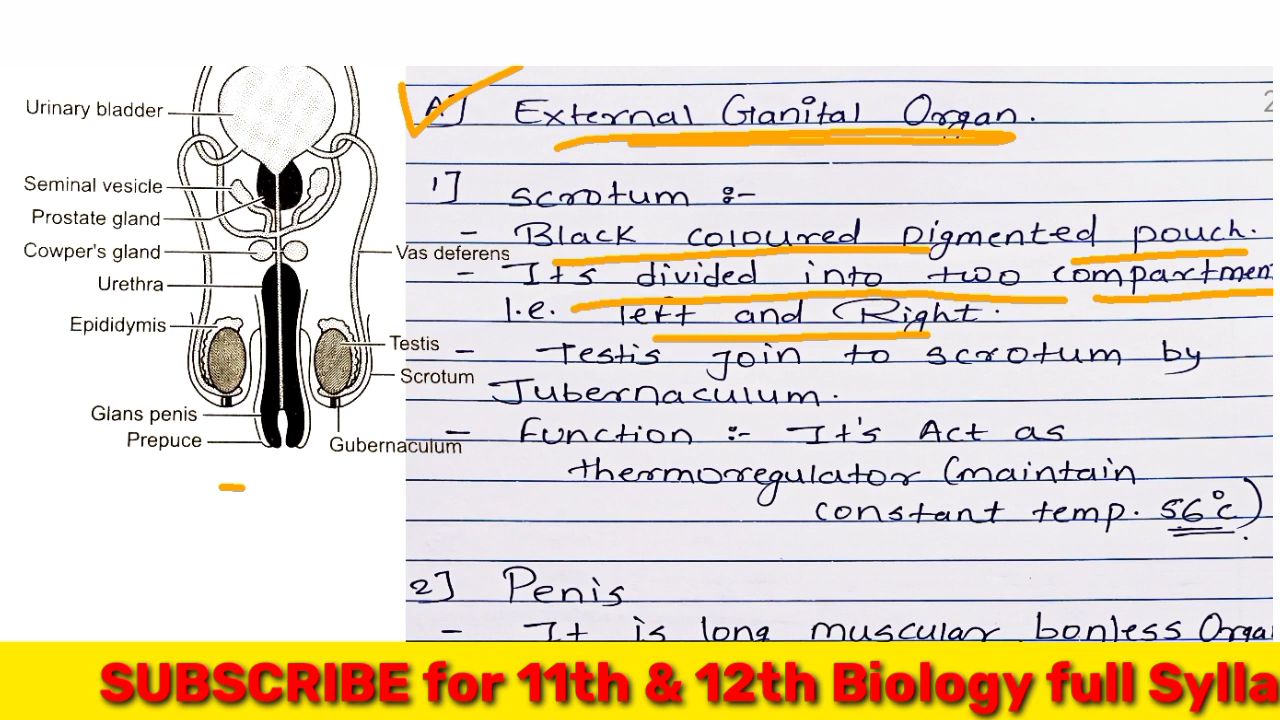 Urinary bladder
Seminal vesicle
Prostate gland
Cowper's gland
Urethra
Epididymis
Glans penis
Prepuce
Vas deferens
Testis
Scrotum
Gubernaculum
A] External Ganital Organ.
2
1] scrotum :-
- Black coloured pigmented pouch.
- It's divided into two compartmen
I.e. left and Right.
- Testis join to scrotum by
Jubernaculum.
- Function :- It's Act as
thermoregulator (maintain
constant temp. 56°c).
2] Penis
- It is long muscular bonless Orga
SUBSCRIBE for 11th & 12th Biology full Sylla